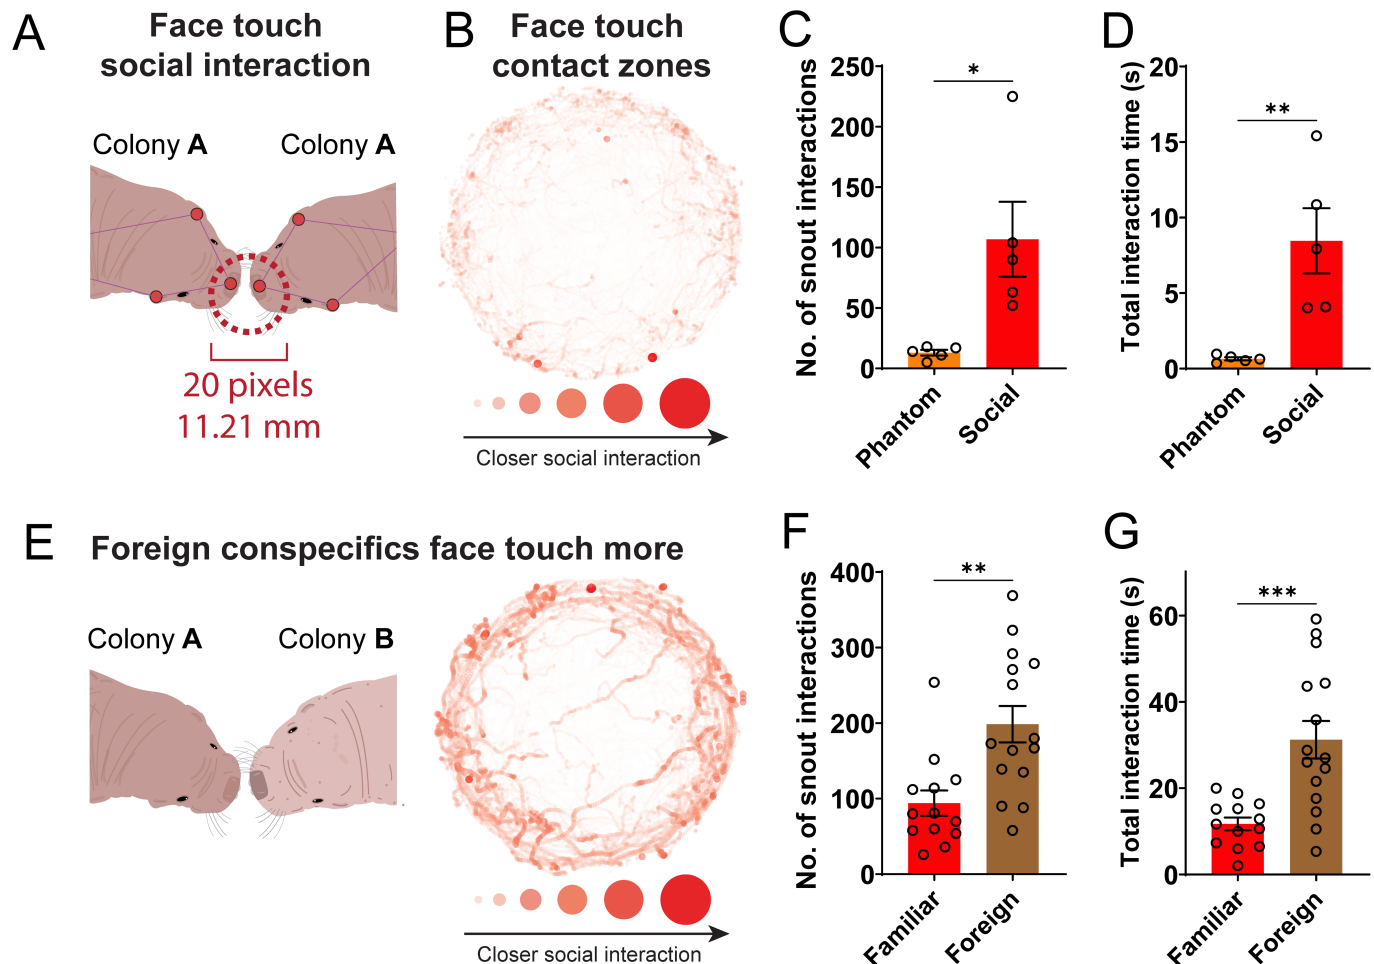 A
Face touch
social interaction
Colony A
Colony A
20 pixels
11.21 mm
B
Face touch
contact zones
Closer social interaction
C
No. of snout interactions
250
200
150
100
50
0
*
Phantom
Social
D
Total interaction time (s)
20
15
10
5
0
**
Phantom
Social
E
Foreign conspecifics face touch more
Colony A
Colony B
Closer social interaction
F
No. of snout interactions
400
300
200
100
0
**
Familiar
Foreign
G
Total interaction time (s)
60
40
20
0
***
Familiar
Foreign